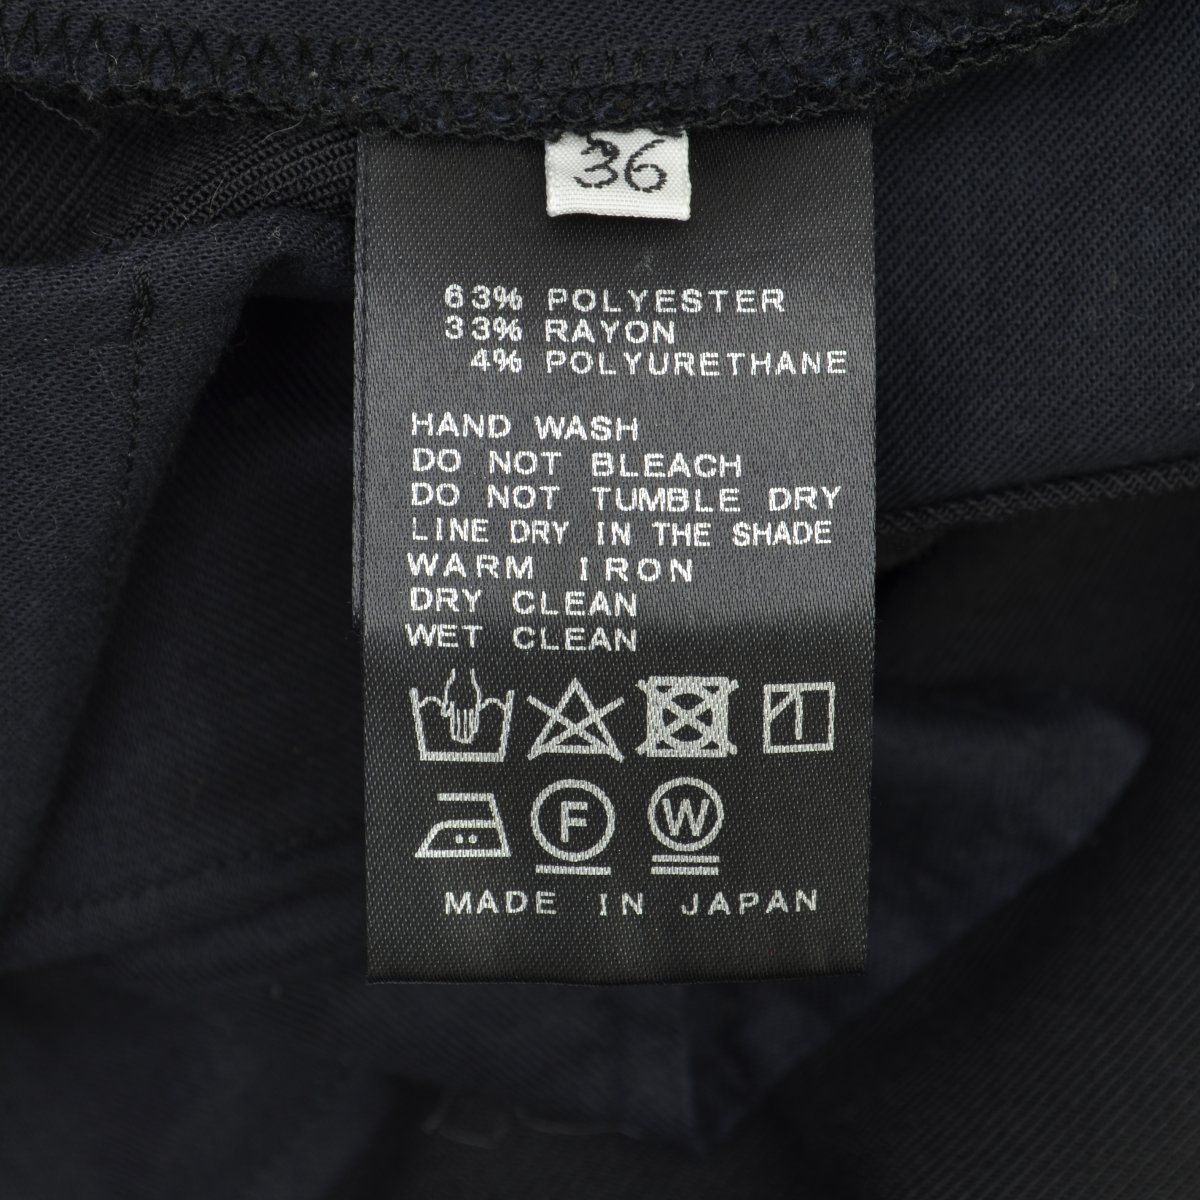 36
63% POLYESTER
33% RAYON
4% POLYURETHANE
HAND WASH
DO NOT BLEACH
DO NOT TUMBLE DRY
LINE DRY IN THE SHADE
WARM IRON
DRY CLEAN
WET CLEAN
F W
MADE IN JAPAN